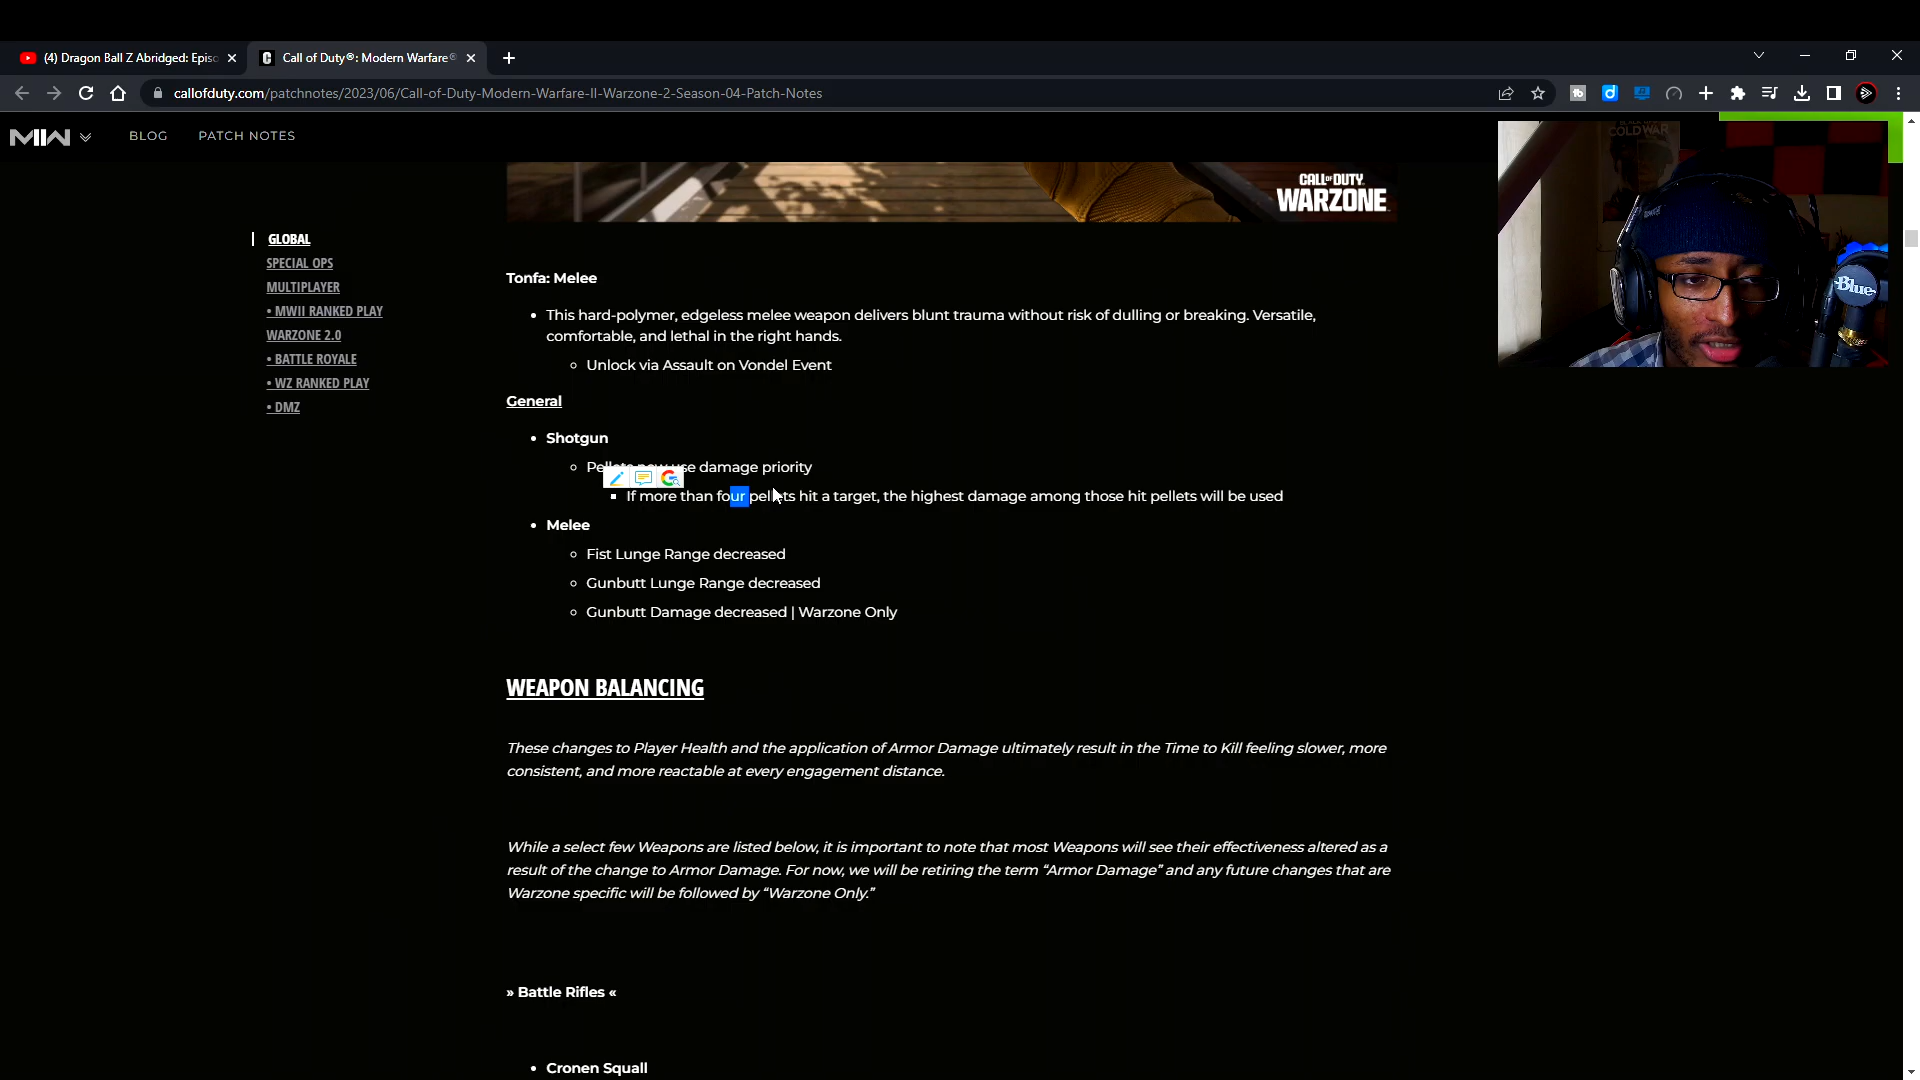 (4) Dragon Ball Z Abridged: Episo
Call of Duty®: Modern Warfare®
callofduty.com/patchnotes/2023/06/Call-of-Duty-Modern-Warfare-II-Warzone-2-Season-04-Patch-Notes
MWII BLOG PATCH NOTES
COLD WAR
CALL OF DUTY
WARZONE
GLOBAL
SPECIAL OPS
MULTIPLAYER
• MWII RANKED PLAY
WARZONE 2.0
• BATTLE ROYALE
• WZ RANKED PLAY
• DMZ
Blue
Tonfa: Melee
This hard-polymer, edgeless melee weapon delivers blunt trauma without risk of dulling or breaking. Versatile,
comfortable, and lethal in the right hands.
Unlock via Assault on Vondel Event
General
Shotgun
Pellets now use damage priority
If more than four pellets hit a target, the highest damage among those hit pellets will be used
Melee
Fist Lunge Range decreased
Gunbutt Lunge Range decreased
Gunbutt Damage decreased | Warzone Only
WEAPON BALANCING
These changes to Player Health and the application of Armor Damage ultimately result in the Time to Kill feeling slower, more
consistent, and more reactable at every engagement distance.
While a select few Weapons are listed below, it is important to note that most Weapons will see their effectiveness altered as a
result of the change to Armor Damage. For now, we will be retiring the term “Armor Damage” and any future changes that are
Warzone specific will be followed by “Warzone Only.”
» Battle Rifles «
Cronen Squall